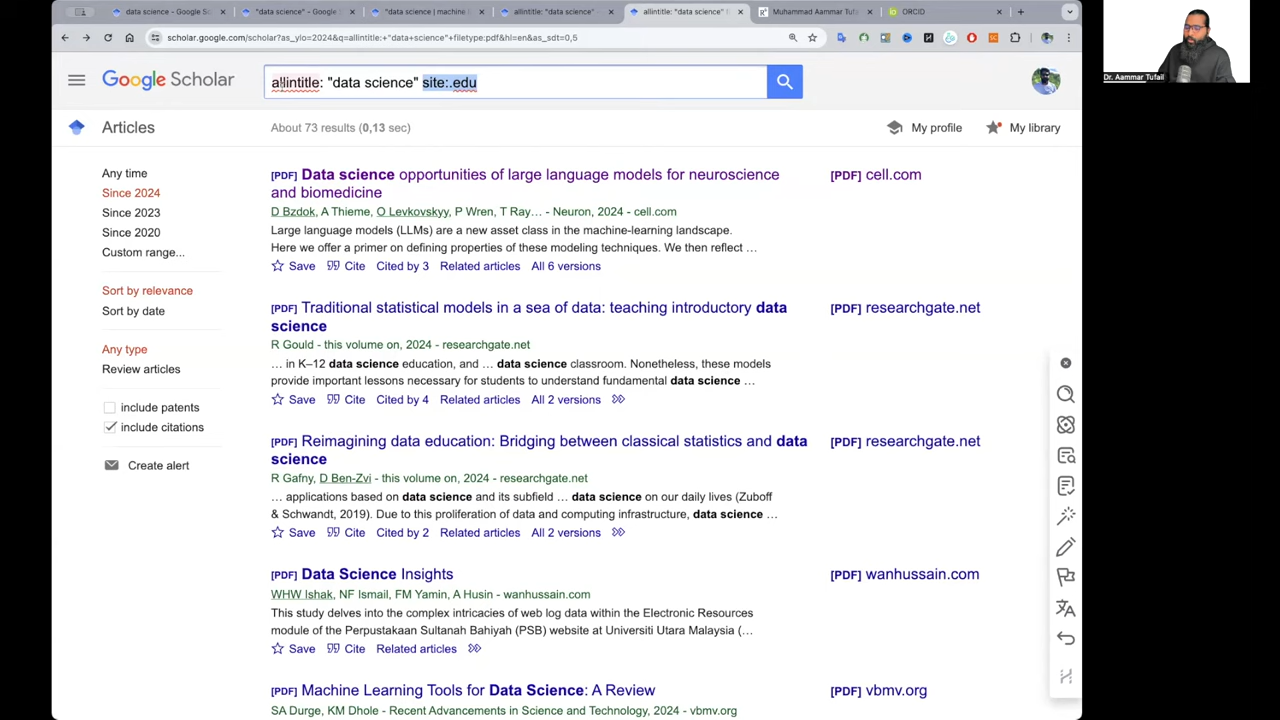 data science - Google Sc
"data science" - Google
"data science | machine l
allintitle: "data science" -
allintitle: "data science" f
Muhammad Aammar Tufa
ORCID
scholar.google.com/scholar?as_ylo=2024&q=allintitle:+"data+science"+filetype:pdf&hl=en&as_sdt=0,5
Dr. Aammar Tufail
Google Scholar
allintitle: "data science" site:.edu
Articles
About 73 results (0,13 sec)
My profile
My library
Any time
Since 2024
Since 2023
Since 2020
Custom range...
Sort by relevance
Sort by date
Any type
Review articles
include patents
include citations
Create alert
[PDF] Data science opportunities of large language models for neuroscience
and biomedicine
D Bzdok, A Thieme, O Levkovskyy, P Wren, T Ray… - Neuron, 2024 - cell.com
Large language models (LLMs) are a new asset class in the machine-learning landscape.
Here we offer a primer on defining properties of these modeling techniques. We then reflect …
Save Cite Cited by 3 Related articles All 6 versions
[PDF] cell.com
[PDF] Traditional statistical models in a sea of data: teaching introductory data
science
R Gould - this volume on, 2024 - researchgate.net
… in K–12 data science education, and … data science classroom. Nonetheless, these models
provide important lessons necessary for students to understand fundamental data science …
Save Cite Cited by 4 Related articles All 2 versions
[PDF] researchgate.net
[PDF] Reimagining data education: Bridging between classical statistics and data
science
R Gafny, D Ben-Zvi - this volume on, 2024 - researchgate.net
… applications based on data science and its subfield … data science on our daily lives (Zuboff
& Schwandt, 2019). Due to this proliferation of data and computing infrastructure, data science …
Save Cite Cited by 2 Related articles All 2 versions
[PDF] researchgate.net
[PDF] Data Science Insights
WHW Ishak, NF Ismail, FM Yamin, A Husin - wanhussain.com
This study delves into the complex intricacies of web log data within the Electronic Resources
module of the Perpustakaan Sultanah Bahiyah (PSB) website at Universiti Utara Malaysia (…
Save Cite Related articles
[PDF] wanhussain.com
[PDF] Machine Learning Tools for Data Science: A Review
SA Durge, KM Dhole - Recent Advancements in Science and Technology, 2024 - vbmv.org
[PDF] vbmv.org